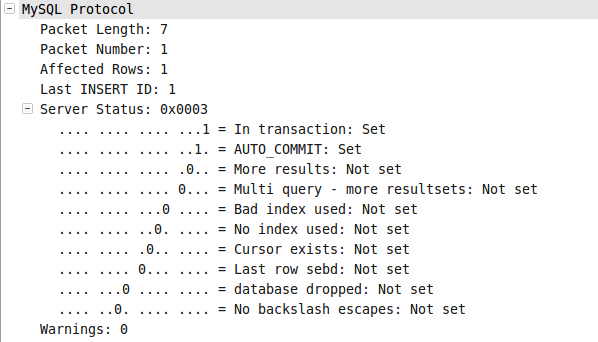 MySQL Protocol
Packet Length: 7
Packet Number: 1
Affected Rows: 1
Last INSERT ID: 1
Server Status: 0x0003
.... .... .... ...1 = In transaction: Set
.... .... .... ..1. = AUTO_COMMIT: Set
.... .... .... .0.. = More results: Not set
.... .... .... 0... = Multi query - more resultsets: Not set
.... .... ...0 .... = Bad index used: Not set
.... .... ..0. .... = No index used: Not set
.... .... .0.. .... = Cursor exists: Not set
.... .... 0... .... = Last row sebd: Not set
.... ...0 .... .... = database dropped: Not set
.... ..0. .... .... = No backslash escapes: Not set
Warnings: 0